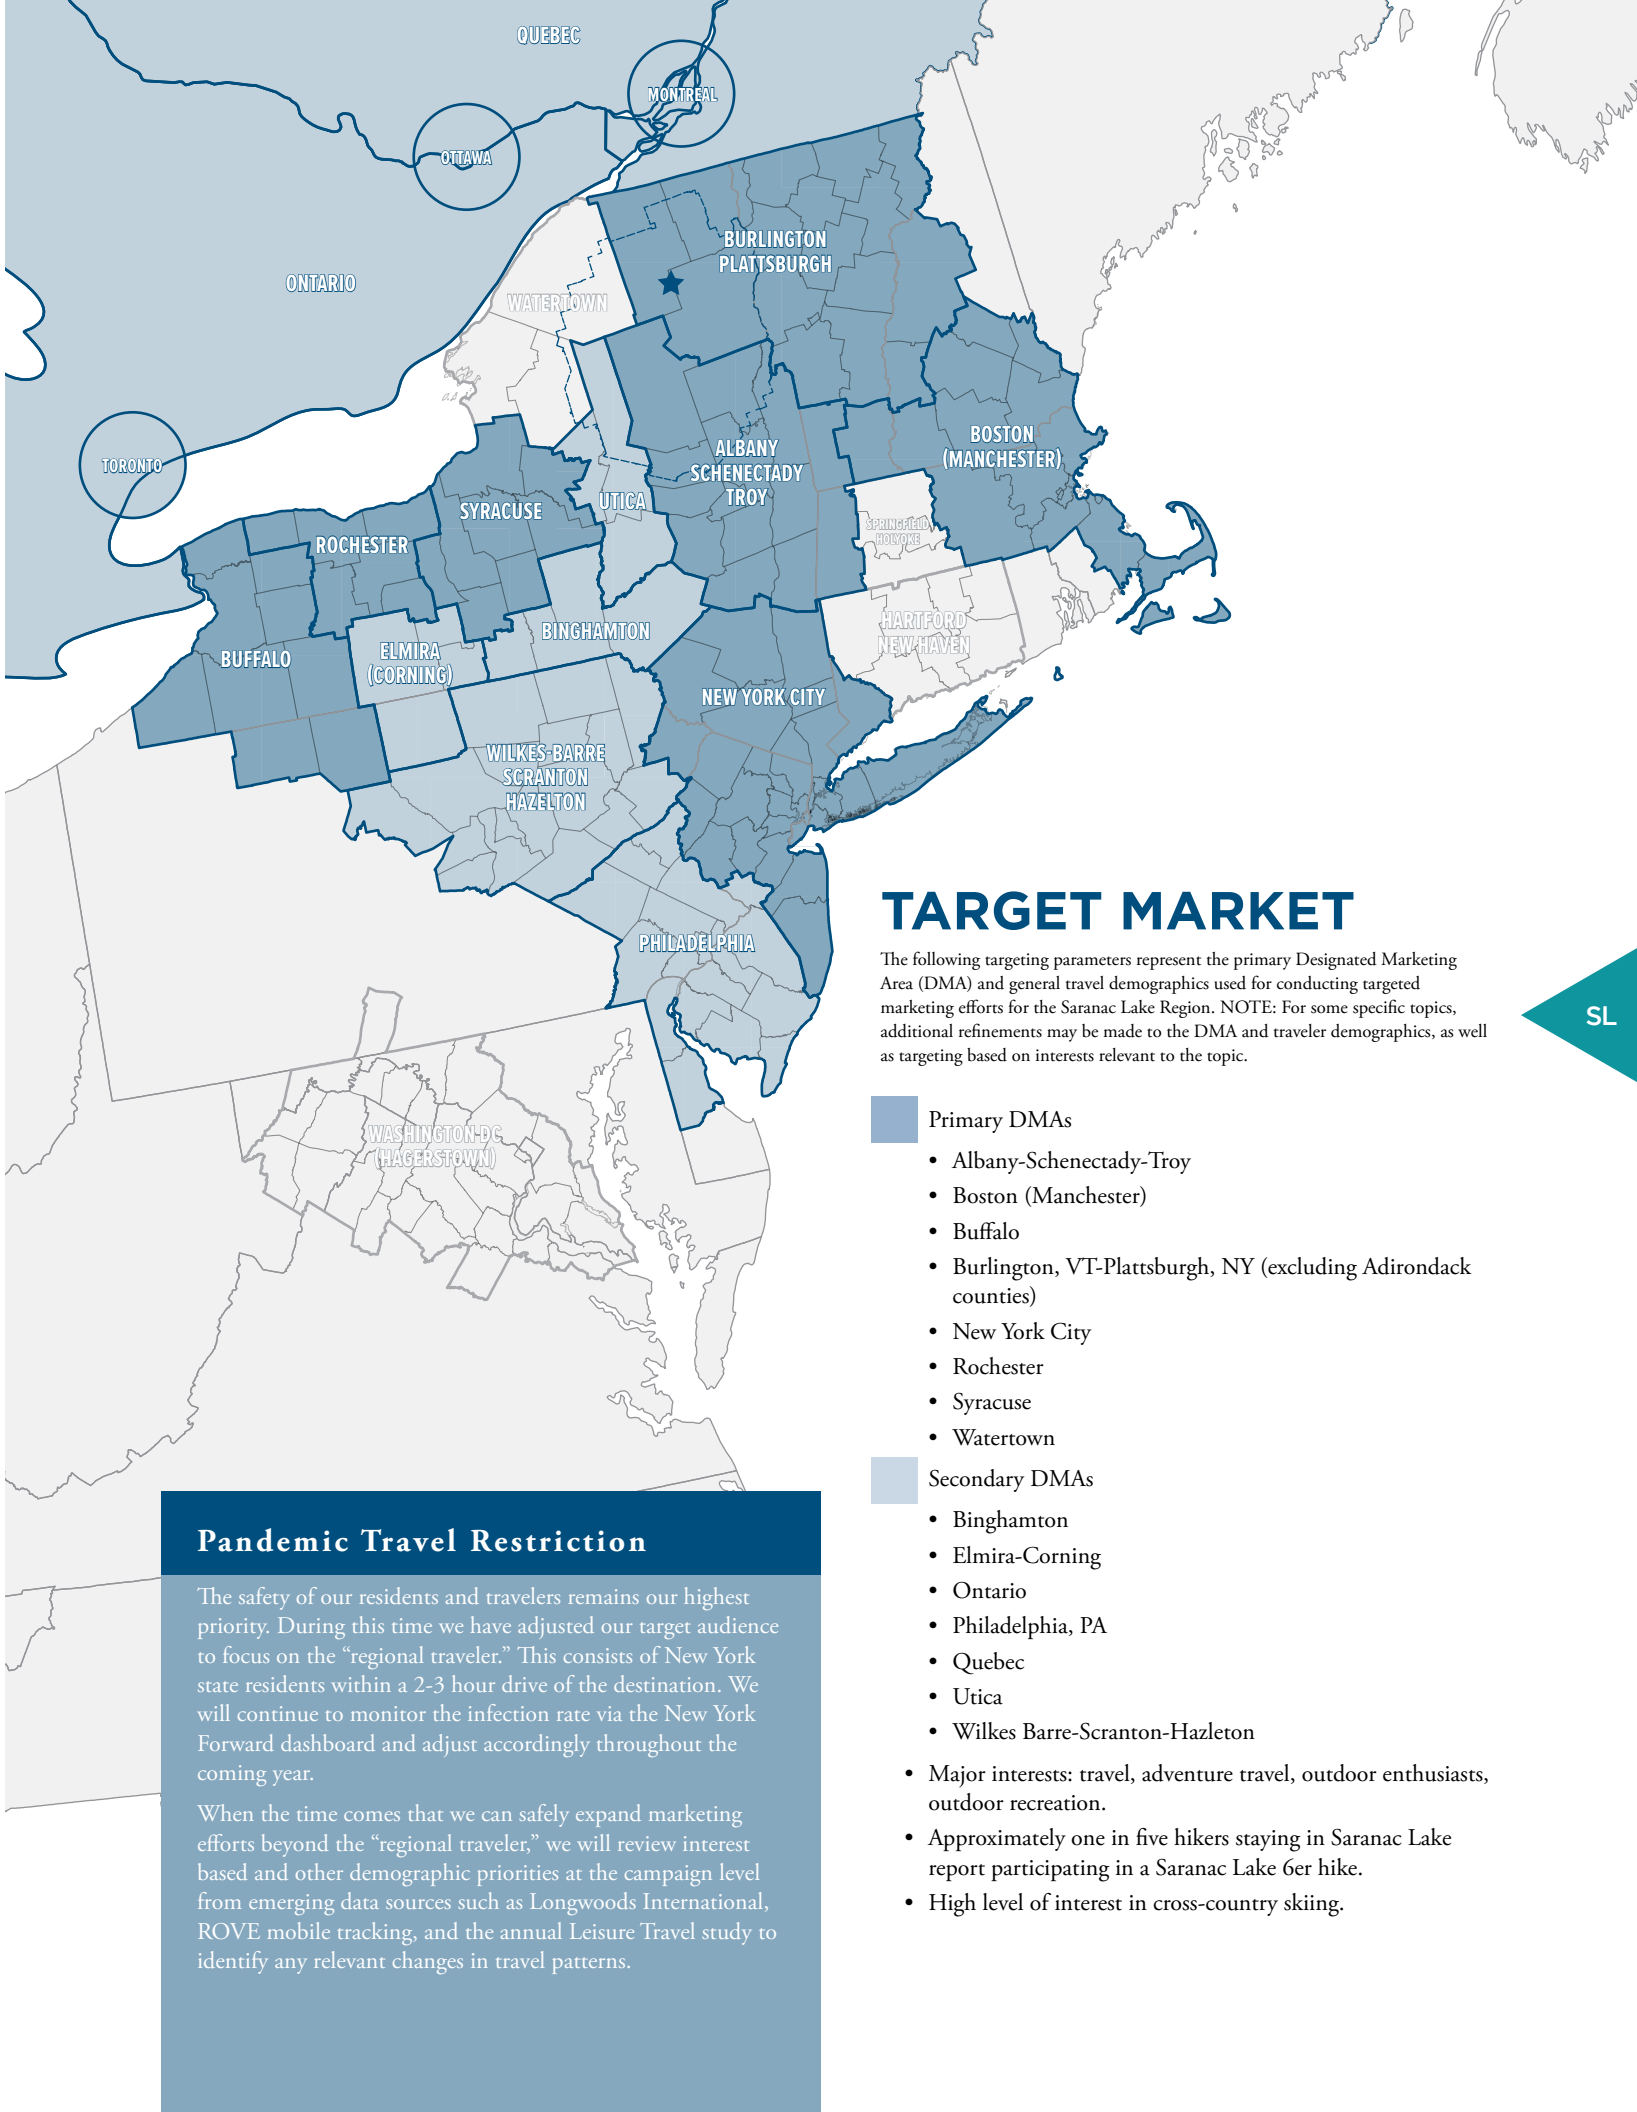 QUEBEC
MONTREAL
OTTAWA
BURLINGTON
PLATTSBURGH
ONTARIO
WATERTOWN
TORONTO
ALBANY
SCHENECTADY
TROY
BOSTON
(MANCHESTER)
SYRACUSE
UTICA
SPRINGFIELD
HOLYOKE
ROCHESTER
HARTFORD
NEW HAVEN
BINGHAMTON
ELMIRA
(CORNING)
BUFFALO
NEW YORK CITY
WILKES-BARRE
SCRANTON
HAZELTON
PHILADELPHIA
WASHINGTON DC
(HAGERSTOWN)
TARGET MARKET
The following targeting parameters represent the primary Designated Marketing
Area (DMA) and general travel demographics used for conducting targeted
marketing efforts for the Saranac Lake Region. NOTE: For some specific topics,
additional refinements may be made to the DMA and traveler demographics, as well
as targeting based on interests relevant to the topic.
SL
Primary DMAs
• Albany-Schenectady-Troy
• Boston (Manchester)
• Buffalo
• Burlington, VT-Plattsburgh, NY (excluding Adirondack
counties)
• New York City
• Rochester
• Syracuse
• Watertown
Secondary DMAs
• Binghamton
• Elmira-Corning
• Ontario
• Philadelphia, PA
• Quebec
• Utica
• Wilkes Barre-Scranton-Hazleton
• Major interests: travel, adventure travel, outdoor enthusiasts,
outdoor recreation.
• Approximately one in five hikers staying in Saranac Lake
report participating in a Saranac Lake 6er hike.
• High level of interest in cross-country skiing.
Pandemic Travel Restriction
The safety of our residents and travelers remains our highest
priority. During this time we have adjusted our target audience
to focus on the “regional traveler.” This consists of New York
state residents within a 2-3 hour drive of the destination. We
will continue to monitor the infection rate via the New York
Forward dashboard and adjust accordingly throughout the
coming year.
When the time comes that we can safely expand marketing
efforts beyond the “regional traveler,” we will review interest
based and other demographic priorities at the campaign level
from emerging data sources such as Longwoods International,
ROVE mobile tracking, and the annual Leisure Travel study to
identify any relevant changes in travel patterns.